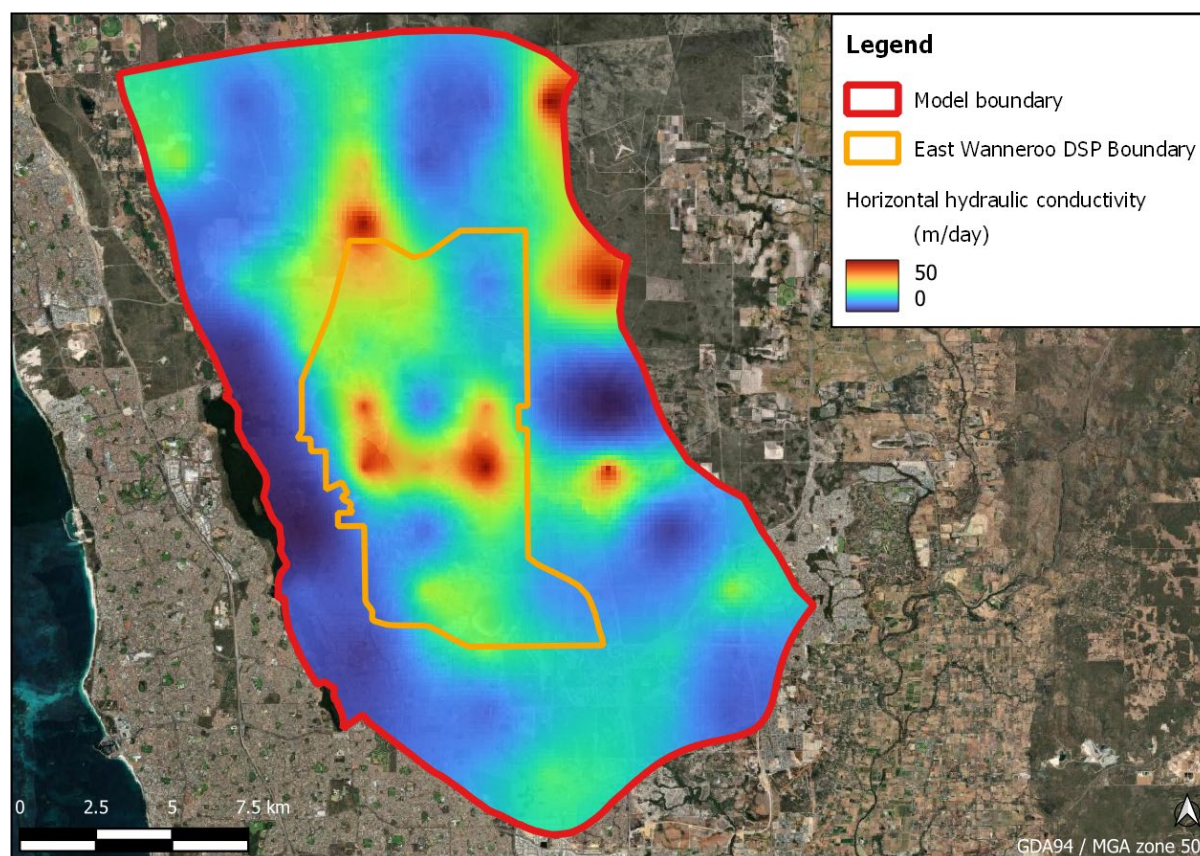 Legend
Model boundary
East Wanneroo DSP Boundary
Horizontal hydraulic conductivity
(m/day)
50
0
0 2.5 5 7.5 km
GDA94 / MGA zone 50